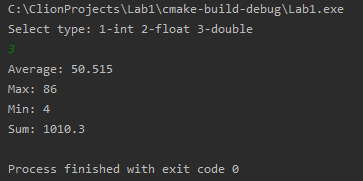 C:\ClionProjects\Lab1\cmake-build-debug\Lab1.exe
Select type: 1-int 2-float 3-double
3
Average: 50.515
Max: 86
Min: 4
Sum: 1010.3
Process finished with exit code 0